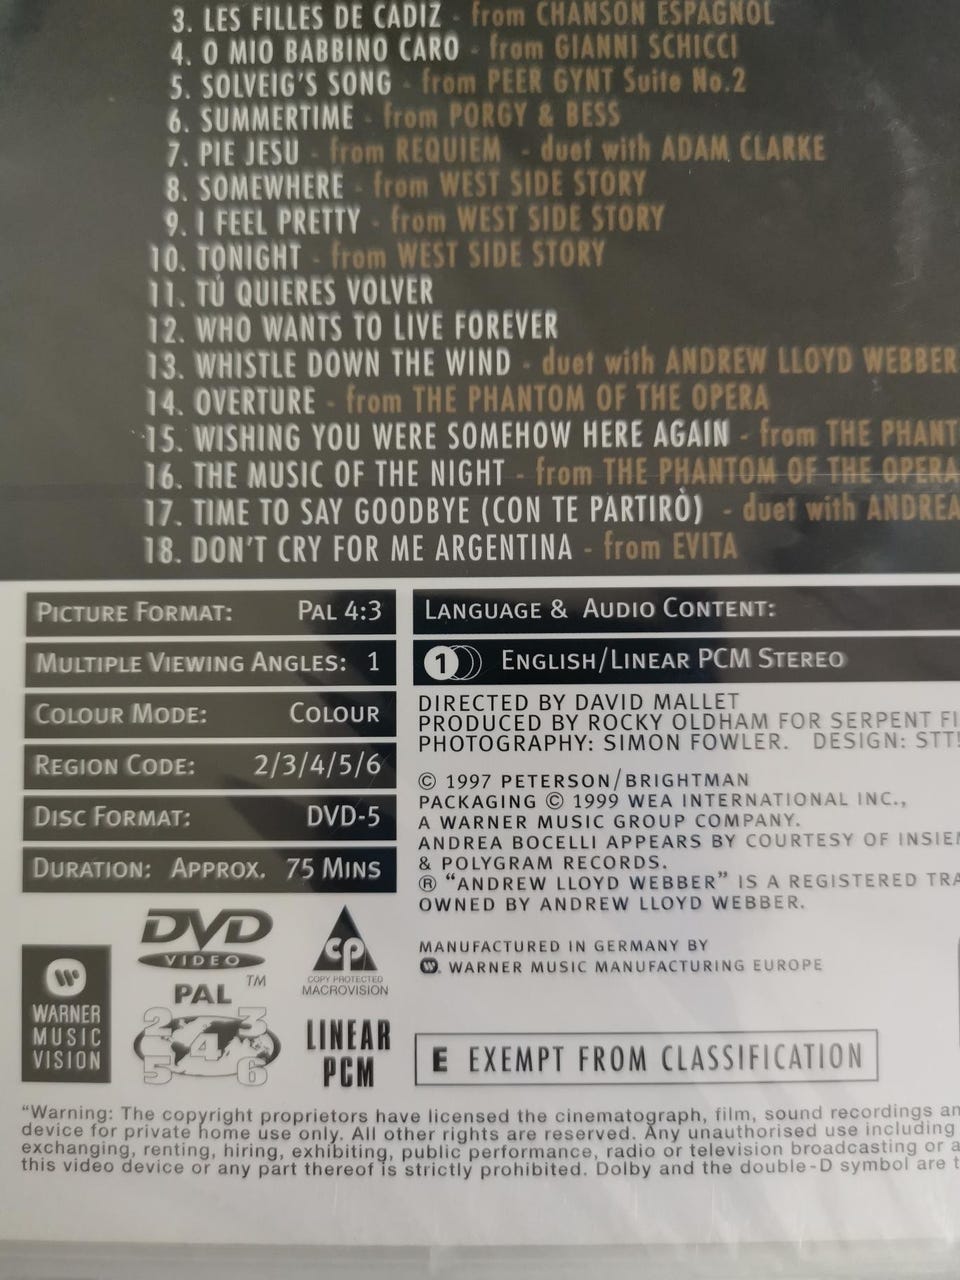 3. LES FILLES DE CADIZ - from CHANSON ESPAGNOL
4. O MIO BABBINO CARO - from GIANNI SCHICCI
5. SOLVEIG'S SONG - from PEER GYNT Suite No.2
6. SUMMERTIME - from PORGY & BESS
7. PIE JESU - from REQUIEM - duet with ADAM CLARKE
8. SOMEWHERE - from WEST SIDE STORY
9. I FEEL PRETTY - from WEST SIDE STORY
10. TONIGHT - from WEST SIDE STORY
11. TÚ QUIERES VOLVER
12. WHO WANTS TO LIVE FOREVER
13. WHISTLE DOWN THE WIND - duet with ANDREW LLOYD WEBBER
14. OVERTURE - from THE PHANTOM OF THE OPERA
15. WISHING YOU WERE SOMEHOW HERE AGAIN - from THE PHANT
16. THE MUSIC OF THE NIGHT - from THE PHANTOM OF THE OPERA
17. TIME TO SAY GOODBYE (CON TE PARTIRÒ) - duet with ANDREA
18. DON'T CRY FOR ME ARGENTINA - from EVITA
PICTURE FORMAT: PAL 4:3
MULTIPLE VIEWING ANGLES: 1
COLOUR MODE: COLOUR
REGION CODE: 2/3/4/5/6
DISC FORMAT: DVD-5
DURATION: APPROX. 75 MINS
LANGUAGE & AUDIO CONTENT:
1 ENGLISH/LINEAR PCM STEREO
DIRECTED BY DAVID MALLET
PRODUCED BY ROCKY OLDHAM FOR SERPENT FI
PHOTOGRAPHY: SIMON FOWLER. DESIGN: STT!
© 1997 PETERSON/BRIGHTMAN
PACKAGING © 1999 WEA INTERNATIONAL INC.,
A WARNER MUSIC GROUP COMPANY.
ANDREA BOCELLI APPEARS BY COURTESY OF INSIE
& POLYGRAM RECORDS.
® "ANDREW LLOYD WEBBER" IS A REGISTERED TRA
OWNED BY ANDREW LLOYD WEBBER.
MANUFACTURED IN GERMANY BY
W. WARNER MUSIC MANUFACTURING EUROPE
WARNER
MUSIC
VISION
DVD
VIDEO
TM
PAL
2 3 4 5 6
cp
COPY PROTECTED
MACROVISION
LINEAR
PCM
E EXEMPT FROM CLASSIFICATION
"Warning: The copyright proprietors have licensed the cinematograph, film, sound recordings an
device for private home use only. All other rights are reserved. Any unauthorised use including
exchanging, renting, hiring, exhibiting, public performance, radio or television broadcasting or a
this video device or any part thereof is strictly prohibited. Dolby and the double-D symbol are t